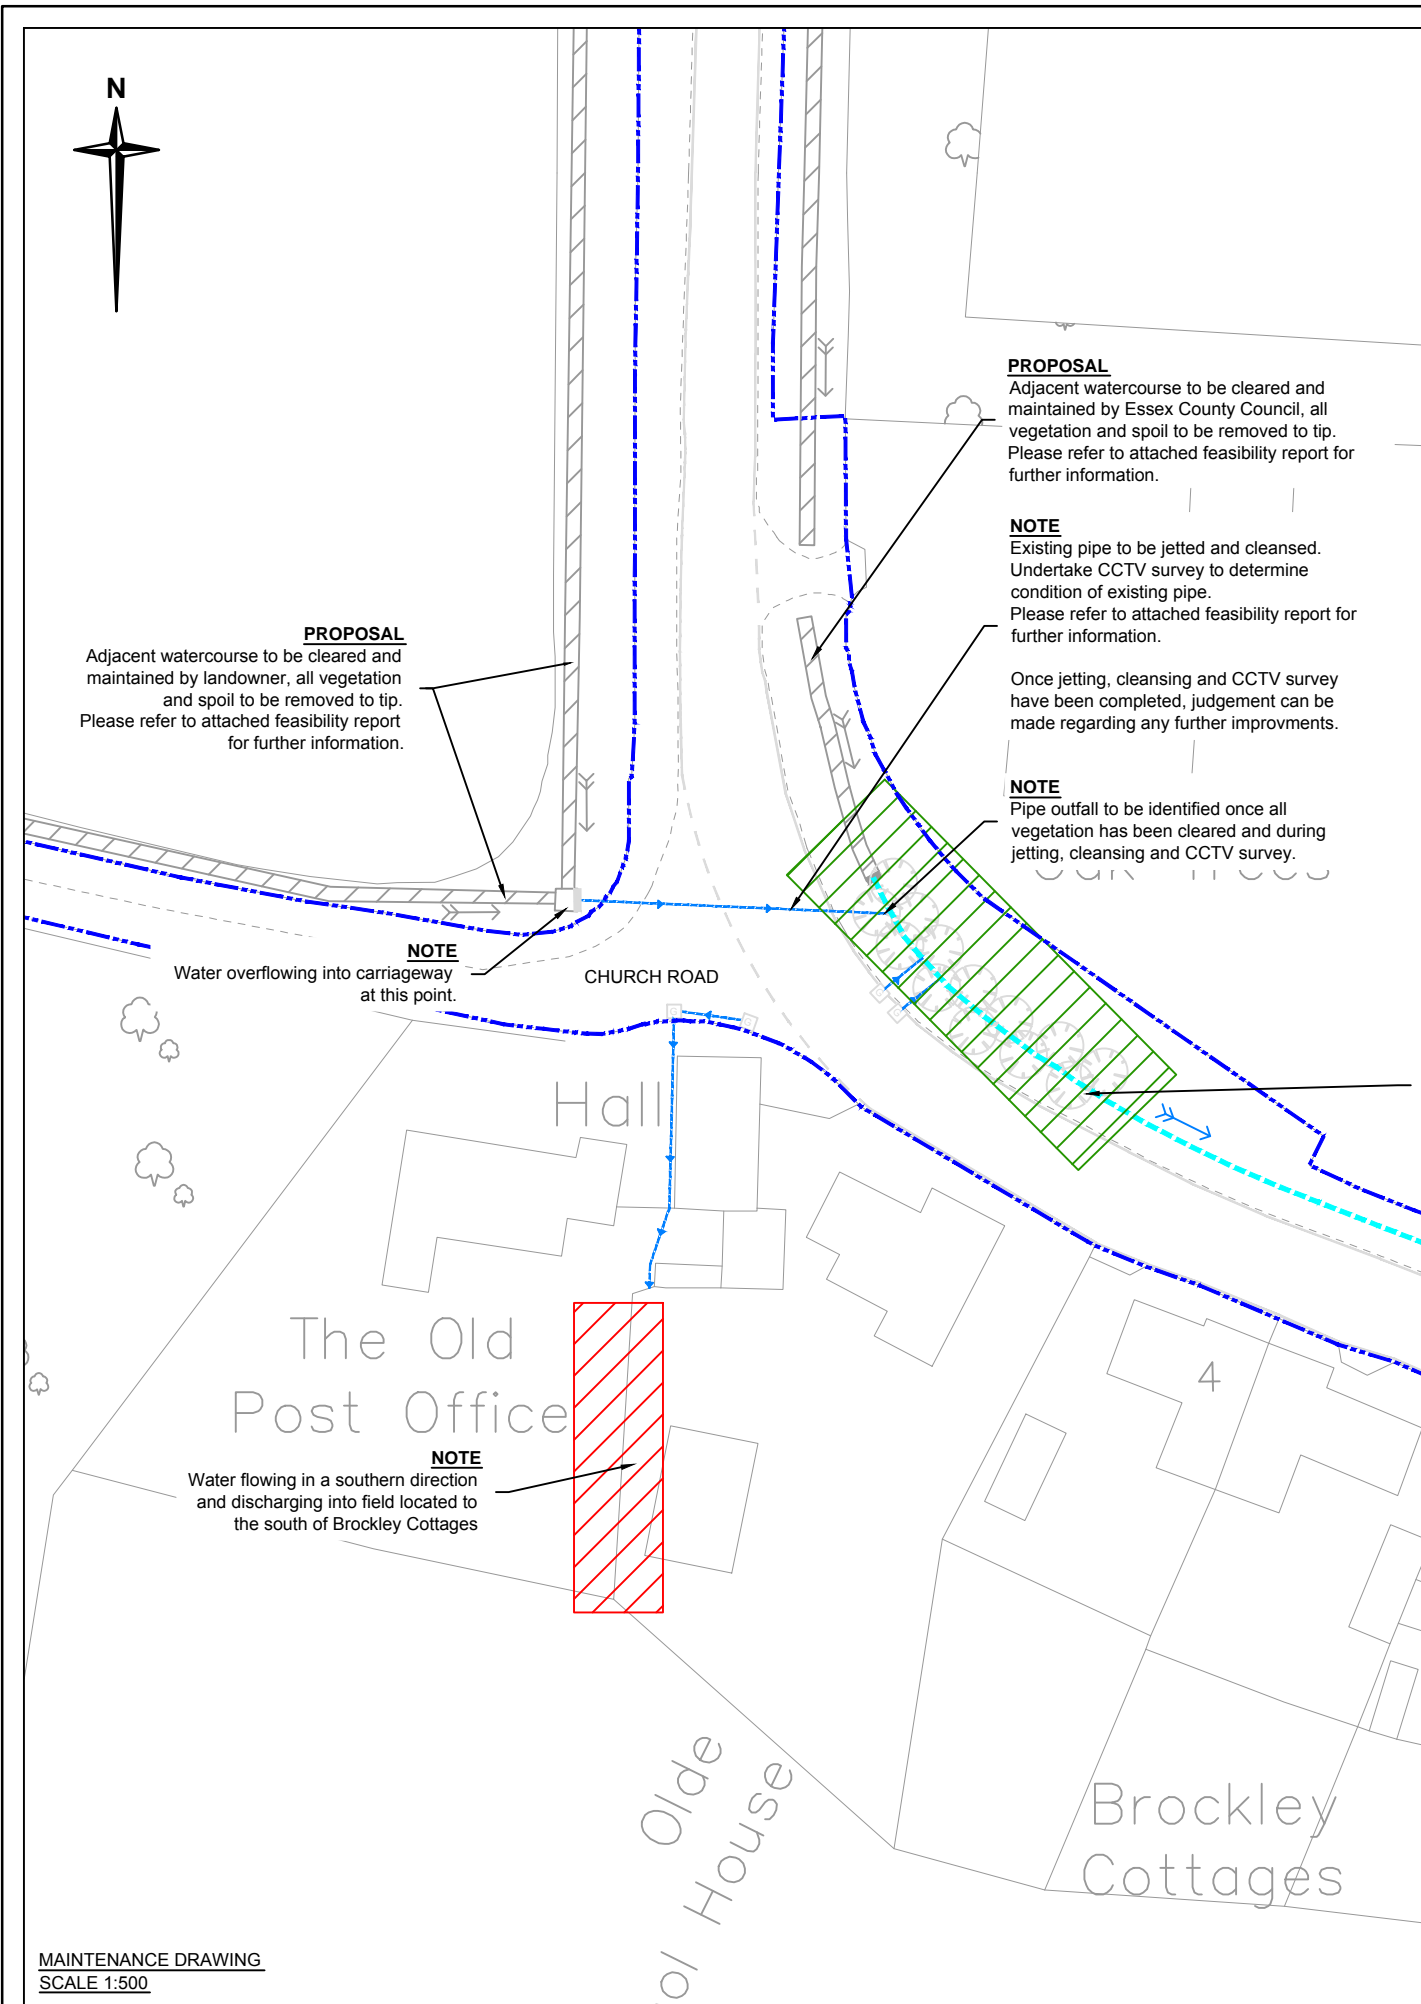 N
PROPOSAL
Adjacent watercourse to be cleared and
maintained by Essex County Council, all
vegetation and spoil to be removed to tip.
Please refer to attached feasibility report for
further information.
NOTE
Existing pipe to be jetted and cleansed.
Undertake CCTV survey to determine
condition of existing pipe.
Please refer to attached feasibility report for
further information.
Once jetting, cleansing and CCTV survey
have been completed, judgement can be
made regarding any further improvments.
NOTE
Pipe outfall to be identified once all
vegetation has been cleared and during
jetting, cleansing and CCTV survey.
Oak Trees
PROPOSAL
Adjacent watercourse to be cleared and
maintained by landowner, all vegetation
and spoil to be removed to tip.
Please refer to attached feasibility report
for further information.
NOTE
Water overflowing into carriageway
at this point.
CHURCH ROAD
Hall
The Old
Post Office
NOTE
Water flowing in a southern direction
and discharging into field located to
the south of Brockley Cottages
4
Olde
ol House
Brockley
Cottages
MAINTENANCE DRAWING
SCALE 1:500